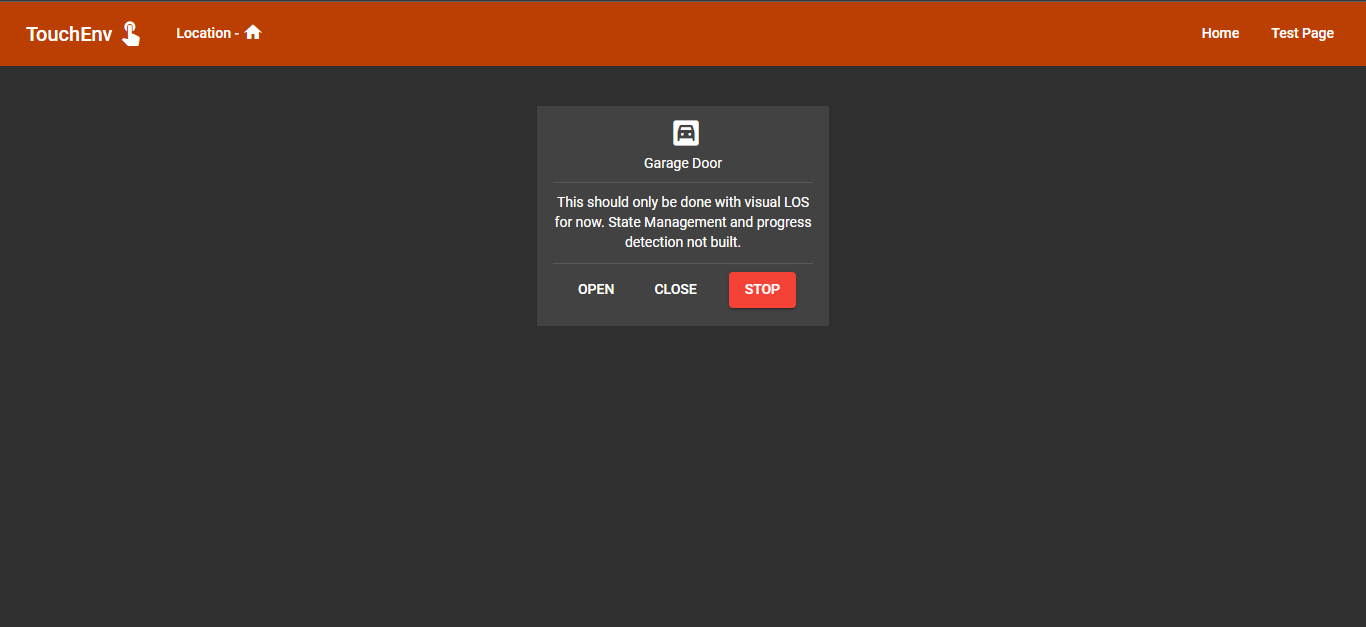 TouchEnv
Location -
Home
Test Page
Garage Door
This should only be done with visual LOS
for now. State Management and progress
detection not built.
OPEN
CLOSE
STOP